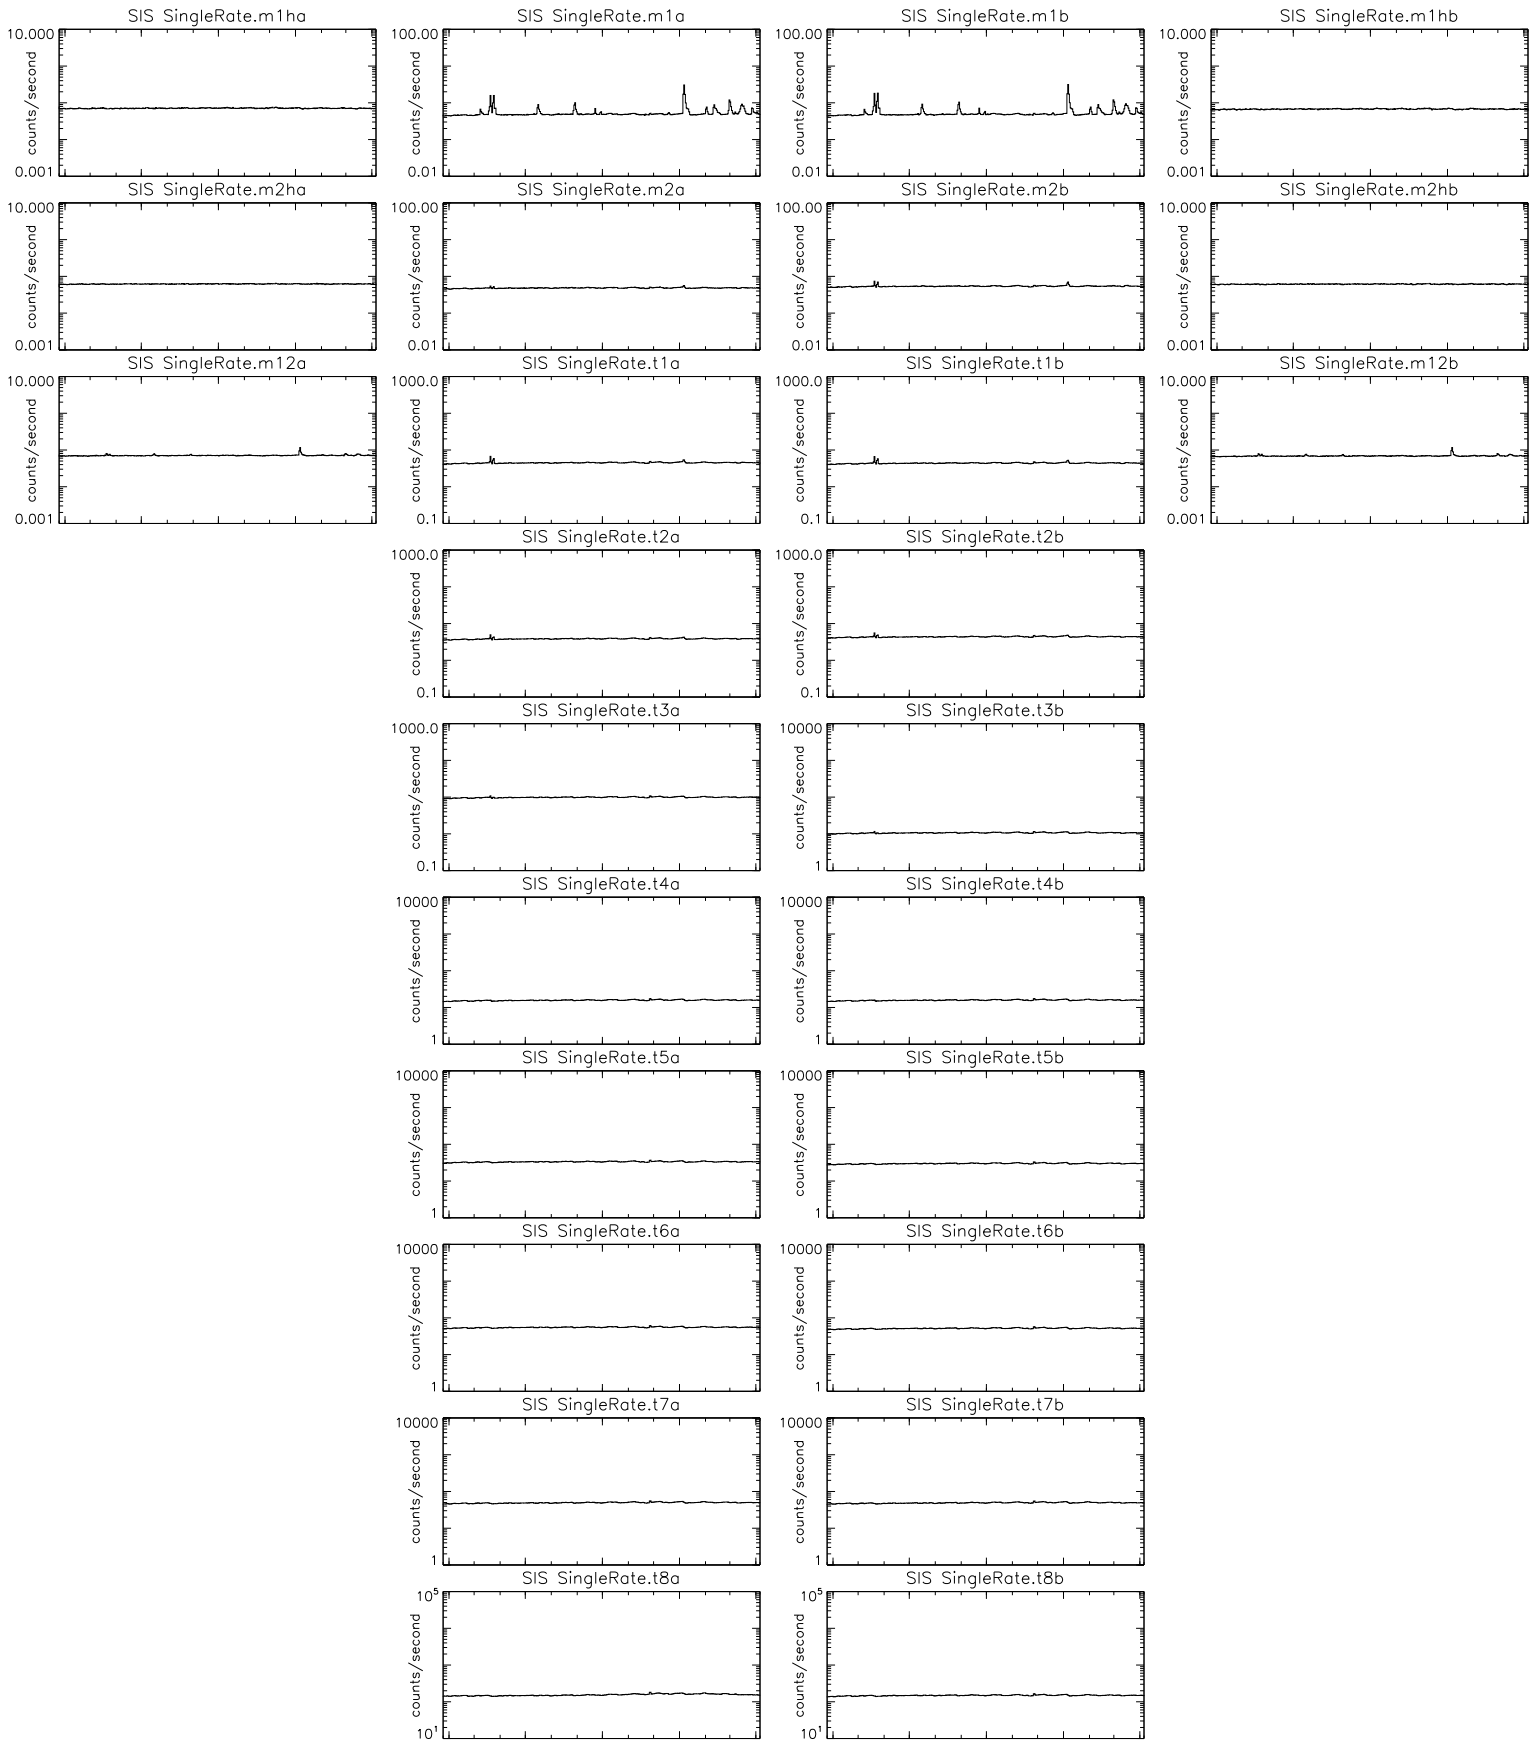 SIS SingleRate.m1ha
10.000
counts/second
0.001
SIS SingleRate.m1a
100.00
counts/second
0.01
SIS SingleRate.m1b
100.00
counts/second
0.01
SIS SingleRate.m1hb
10.000
counts/second
0.001
SIS SingleRate.m2ha
10.000
counts/second
0.001
SIS SingleRate.m2a
100.00
counts/second
0.01
SIS SingleRate.m2b
100.00
counts/second
0.01
SIS SingleRate.m2hb
10.000
counts/second
0.001
SIS SingleRate.m12a
10.000
counts/second
0.001
SIS SingleRate.t1a
1000.0
counts/second
0.1
SIS SingleRate.t1b
1000.0
counts/second
0.1
SIS SingleRate.m12b
10.000
counts/second
0.001
SIS SingleRate.t2a
1000.0
counts/second
0.1
SIS SingleRate.t2b
1000.0
counts/second
0.1
SIS SingleRate.t3a
1000.0
counts/second
0.1
SIS SingleRate.t3b
10000
counts/second
1
SIS SingleRate.t4a
10000
counts/second
1
SIS SingleRate.t4b
10000
counts/second
1
SIS SingleRate.t5a
10000
counts/second
1
SIS SingleRate.t5b
10000
counts/second
1
SIS SingleRate.t6a
10000
counts/second
1
SIS SingleRate.t6b
10000
counts/second
1
SIS SingleRate.t7a
10000
counts/second
1
SIS SingleRate.t7b
10000
counts/second
1
SIS SingleRate.t8a
10⁵
counts/second
10¹
SIS SingleRate.t8b
10⁵
counts/second
10¹